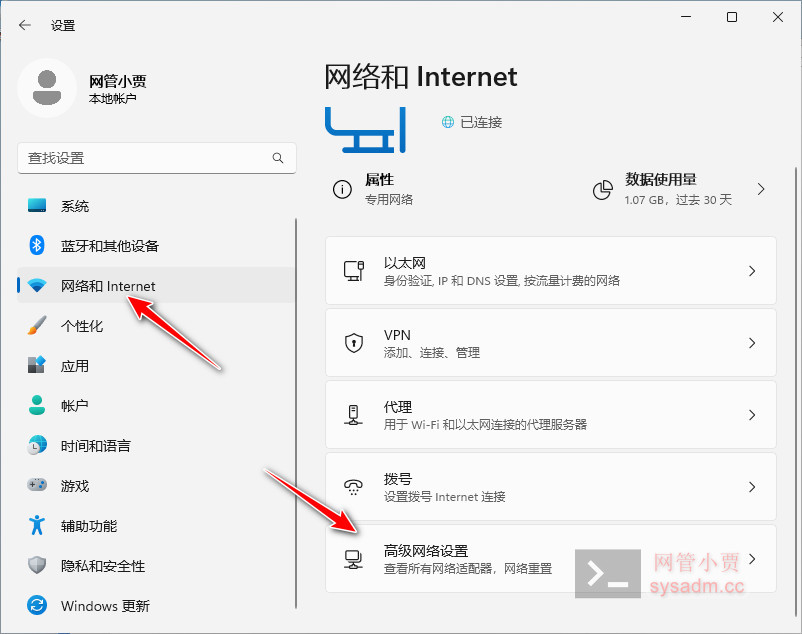 设置
网管小贾
本地帐户
查找设置
系统
蓝牙和其他设备
网络和 Internet
个性化
应用
帐户
时间和语言
游戏
辅助功能
隐私和安全性
Windows 更新
网络和 Internet
已连接
属性
专用网络
数据使用量
1.07 GB，过去 30 天
以太网
身份验证, IP 和 DNS 设置, 按流量计费的网络
VPN
添加、连接、管理
代理
用于 Wi-Fi 和以太网连接的代理服务器
拨号
设置拨号 Internet 连接
高级网络设置
查看所有网络适配器，网络重置
网管小贾
sysadm.cc